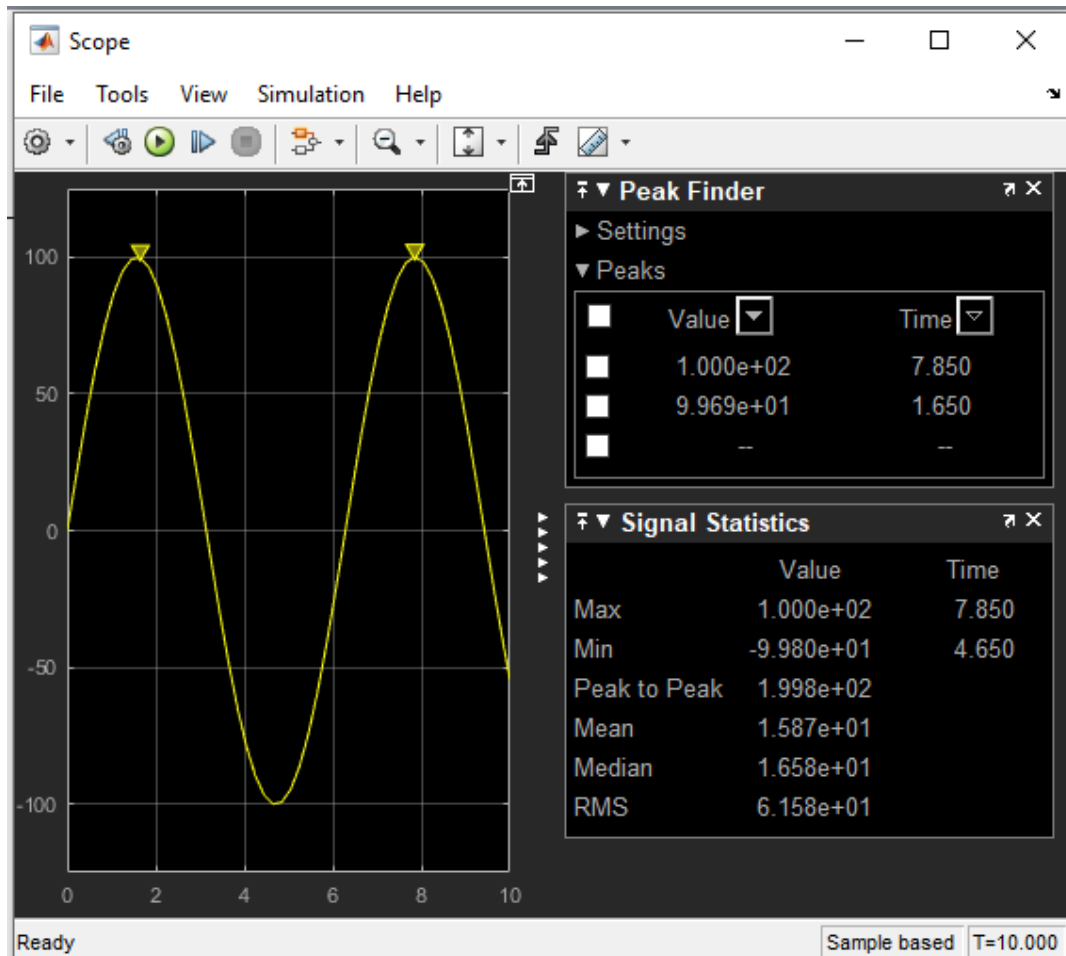 Scope
File Tools View Simulation Help
100
50
0
-50
-100
0 2 4 6 8 10
Peak Finder
Settings
Peaks
Value Time
1.000e+02 7.850
9.969e+01 1.650
-- --
Signal Statistics
Value Time
Max 1.000e+02 7.850
Min -9.980e+01 4.650
Peak to Peak 1.998e+02
Mean 1.587e+01
Median 1.658e+01
RMS 6.158e+01
Ready Sample based T=10.000